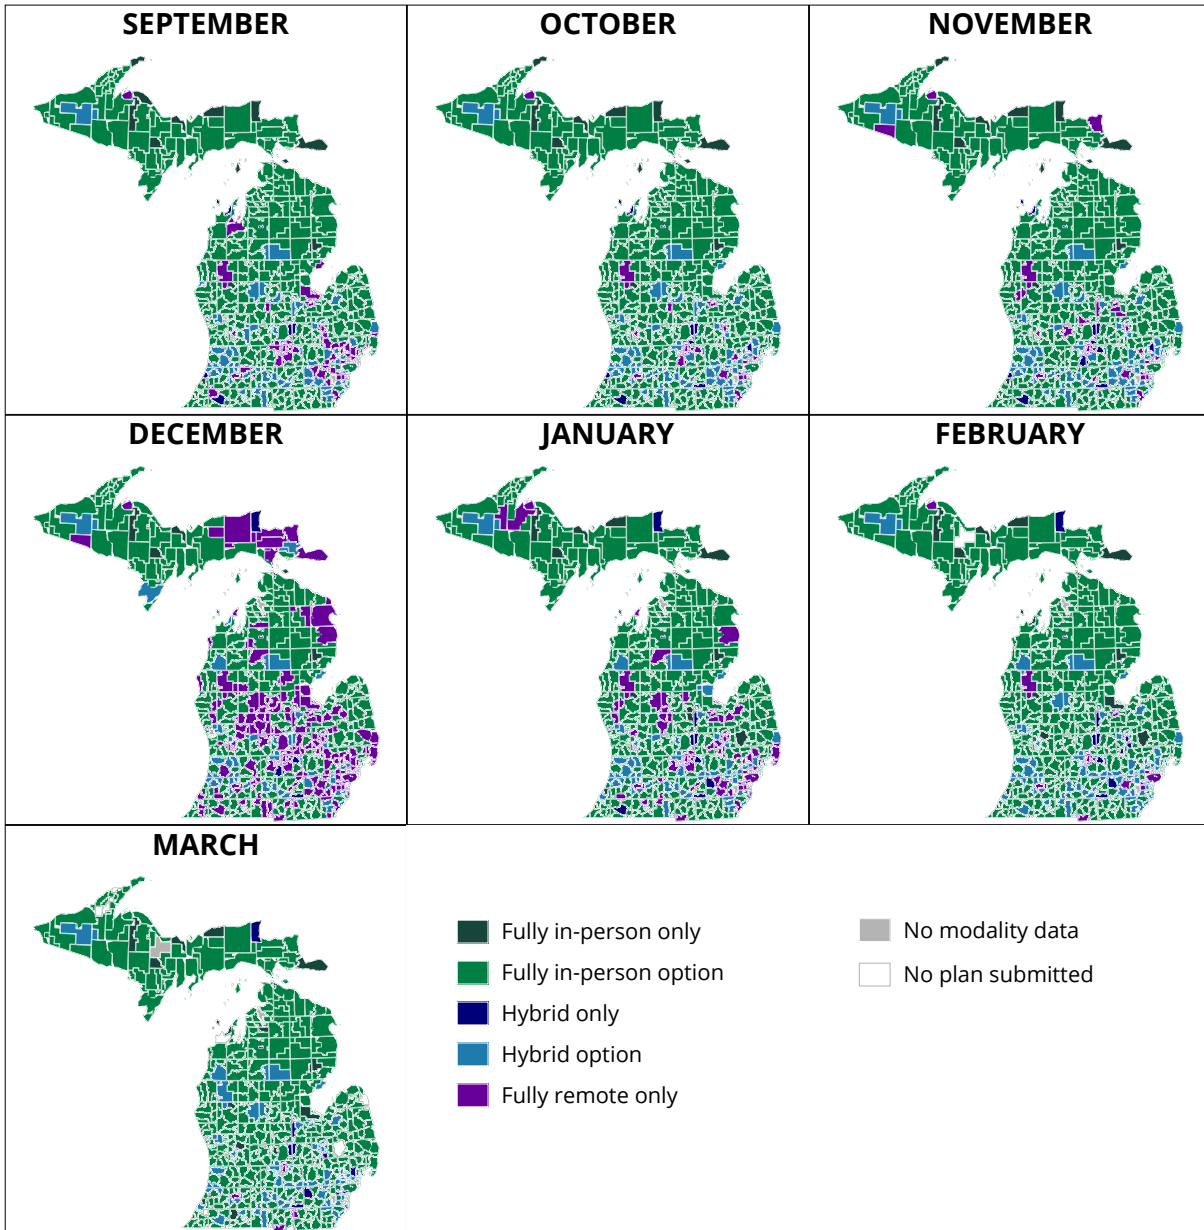 SEPTEMBER
OCTOBER
NOVEMBER
DECEMBER
JANUARY
FEBRUARY
MARCH
Fully in-person only
Fully in-person option
Hybrid only
Hybrid option
Fully remote only
No modality data
No plan submitted